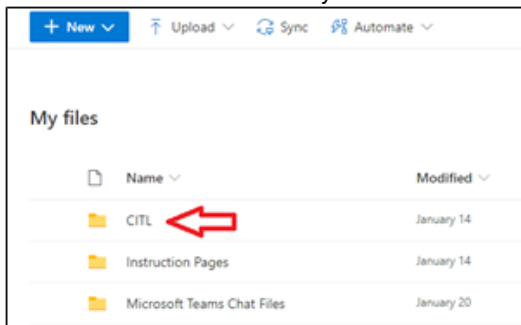 + New Upload Sync Automate
My files
Name Modified
CITL January 14
Instruction Pages January 14
Microsoft Teams Chat Files January 20